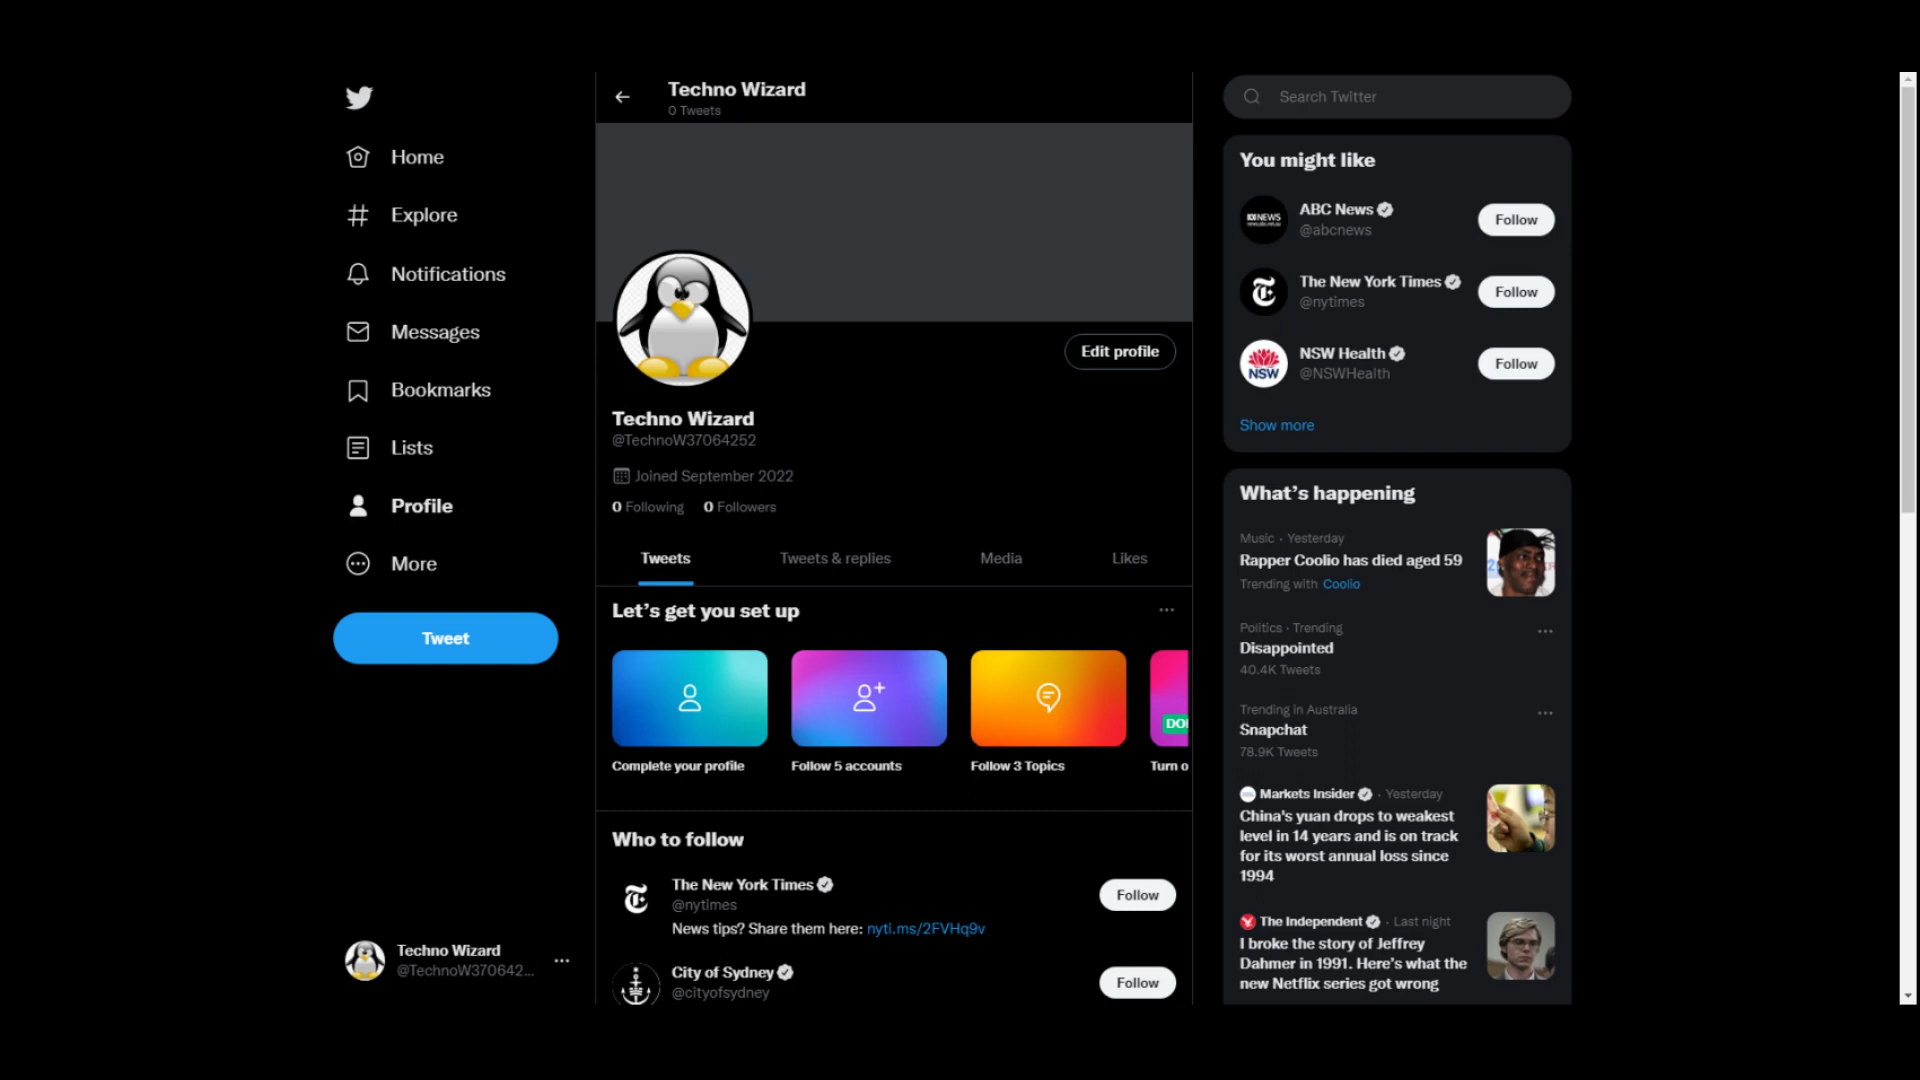 Home
Explore
Notifications
Messages
Bookmarks
Lists
Profile
More
Tweet
Techno Wizard
@TechnoW370642...
Techno Wizard
0 Tweets
Edit profile
Techno Wizard
@TechnoW37064252
Joined September 2022
0 Following 0 Followers
Tweets Tweets & replies Media Likes
Let's get you set up
DO
Complete your profile Follow 5 accounts Follow 3 Topics Turn o
Who to follow
The New York Times
@nytimes
News tips? Share them here: nyti.ms/2FVHq9v
Follow
City of Sydney
@cityofsydney
Follow
Search Twitter
You might like
NEWS
ABC News
@abcnews
Follow
The New York Times
@nytimes
Follow
NSW
NSW Health
@NSWHealth
Follow
Show more
What's happening
Music · Yesterday
Rapper Coolio has died aged 59
Trending with Coolio
Politics · Trending
Disappointed
40.4K Tweets
Trending in Australia
Snapchat
78.9K Tweets
Markets Insider · Yesterday
China's yuan drops to weakest
level in 14 years and is on track
for its worst annual loss since
1994
The Independent · Last night
I broke the story of Jeffrey
Dahmer in 1991. Here's what the
new Netflix series got wrong